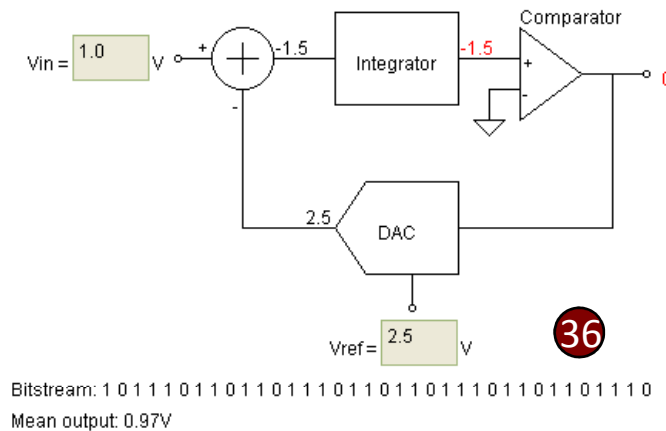 Comparator
Vin = 1.0 V + -1.5 Integrator -1.5 + 0
- -
2.5 DAC
Vref = 2.5 V
36
Bitstream: 1 0 1 1 1 0 1 1 0 1 1 0 1 1 1 0 1 1 0 1 1 0 1 1 1 0 1 1 0 1 1 0 1 1 1 0
Mean output: 0.97V